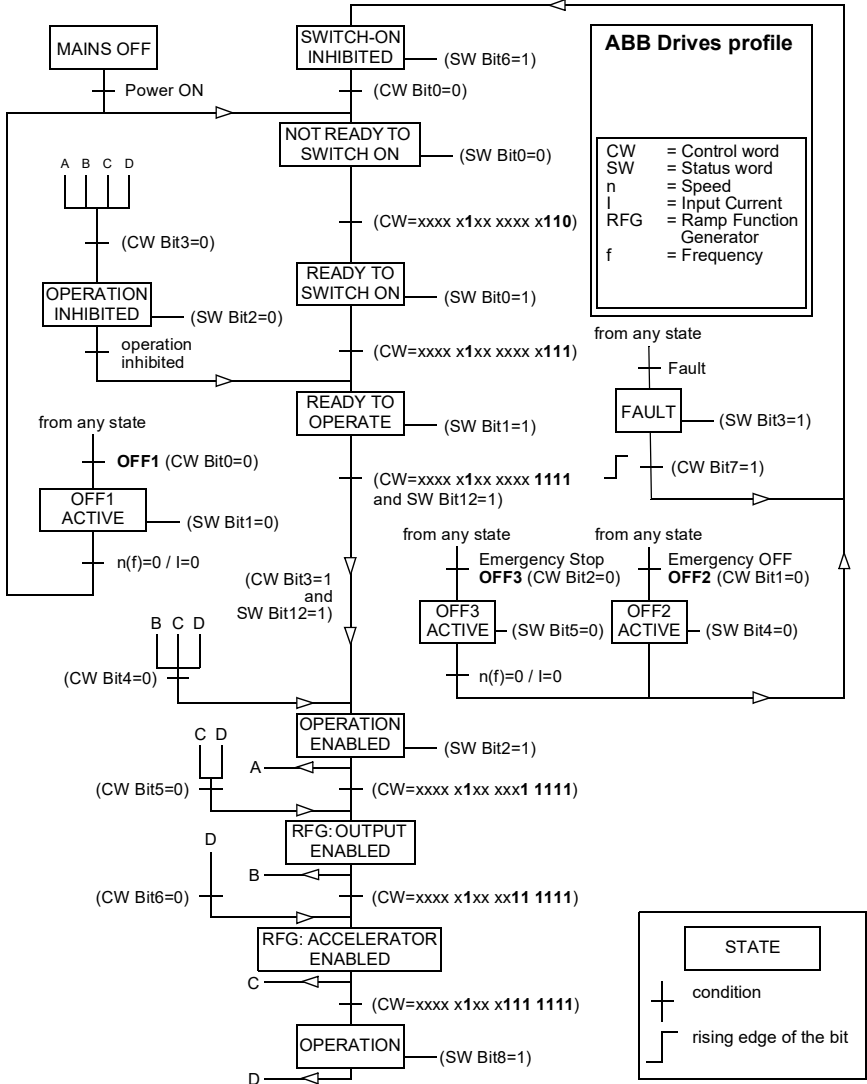 MAINS OFF
Power ON
SWITCH-ON
INHIBITED
(SW Bit6=1)
(CW Bit0=0)
NOT READY TO
SWITCH ON
(SW Bit0=0)
A B C D
(CW Bit3=0)
(CW=xxxx x1xx xxxx x110)
OPERATION
INHIBITED
(SW Bit2=0)
operation
inhibited
READY TO
SWITCH ON
(SW Bit0=1)
(CW=xxxx x1xx xxxx x111)
READY TO
OPERATE
(SW Bit1=1)
from any state
OFF1 (CW Bit0=0)
OFF1
ACTIVE
(SW Bit1=0)
n(f)=0 / I=0
(CW=xxxx x1xx xxxx 1111
and SW Bit12=1)
(CW Bit3=1
and
SW Bit12=1)
B C D
(CW Bit4=0)
OPERATION
ENABLED
(SW Bit2=1)
A
C D
(CW Bit5=0)
(CW=xxxx x1xx xxx1 1111)
RFG: OUTPUT
ENABLED
B
D
(CW Bit6=0)
(CW=xxxx x1xx xx11 1111)
RFG: ACCELERATOR
ENABLED
C
(CW=xxxx x1xx x111 1111)
OPERATION
(SW Bit8=1)
D
ABB Drives profile
CW = Control word
SW = Status word
n = Speed
I = Input Current
RFG = Ramp Function
Generator
f = Frequency
from any state
Fault
FAULT
(SW Bit3=1)
(CW Bit7=1)
from any state
Emergency Stop
OFF3 (CW Bit2=0)
OFF3
ACTIVE
(SW Bit5=0)
n(f)=0 / I=0
from any state
Emergency OFF
OFF2 (CW Bit1=0)
OFF2
ACTIVE
(SW Bit4=0)
STATE
condition
rising edge of the bit